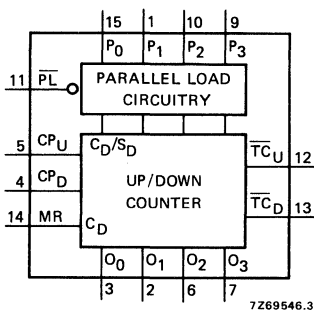 15 1 10 9
P0 P1 P2 P3
11 PL
PARALLEL LOAD
CIRCUITRY
5 CPU
CD/SD
TCU 12
4 CPD
UP/DOWN
COUNTER
TCD 13
14 MR
CD
O0 O1 O2 O3
3 2 6 7
7Z69546.3